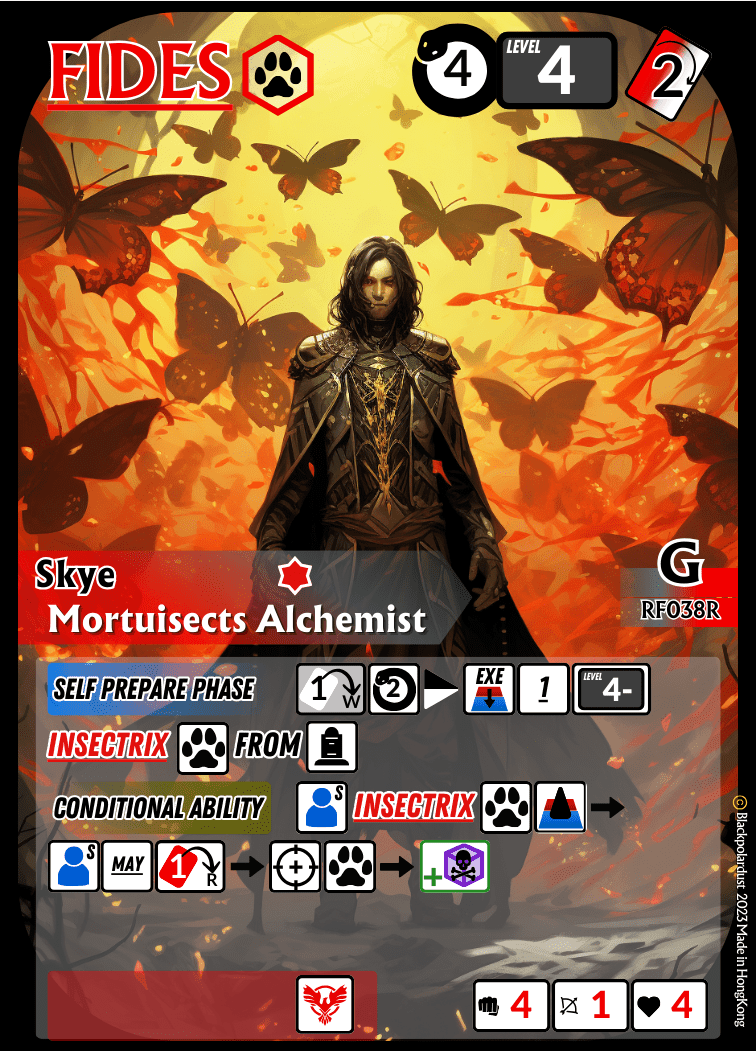 FIDES 4 LEVEL 4 2
Skye
Mortuisects Alchemist
G
RF038R
SELF PREPARE PHASE 1 W 2 EXE 1 LEVEL 4-
INSECTRIX FROM
CONDITIONAL ABILITY S INSECTRIX
S MAY 1 R +
4 1 4
© Blackpolardust 2023 Made in HongKong